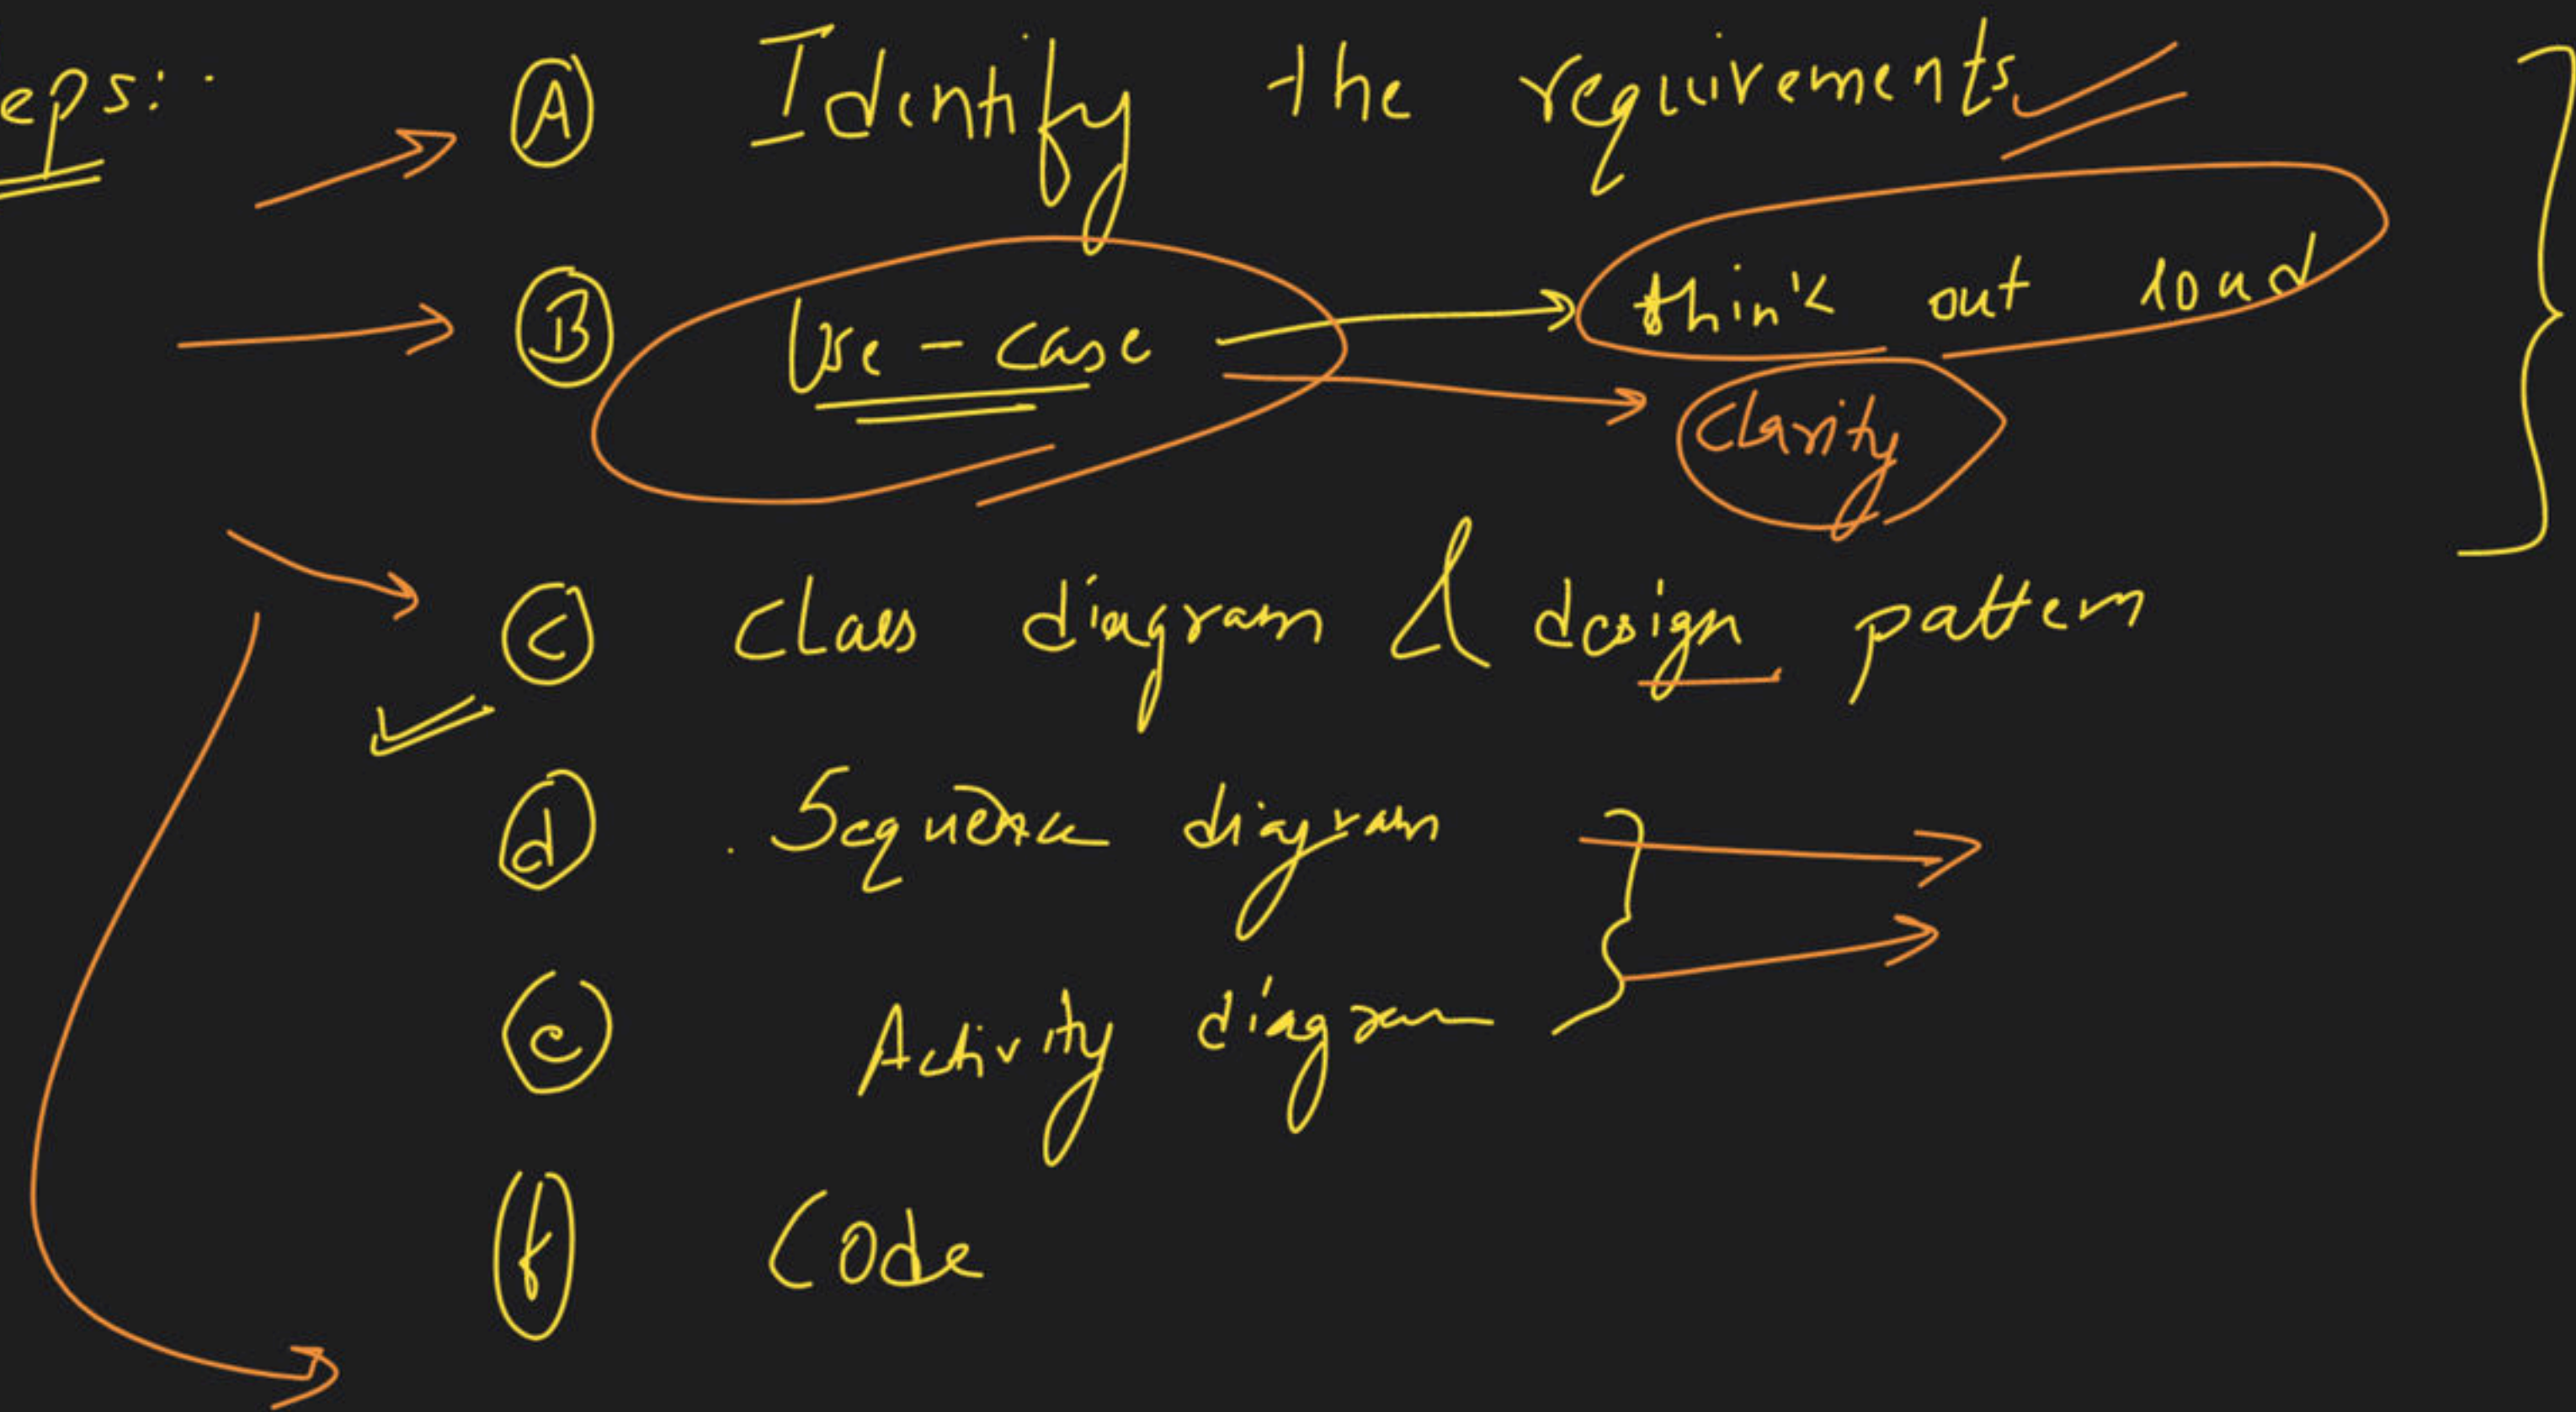 eps:-
A Identify the requirements
B Use - case think out loud
clarity
C Class diagram & design pattern
d Sequence diagram
e Activity diagram
f Code